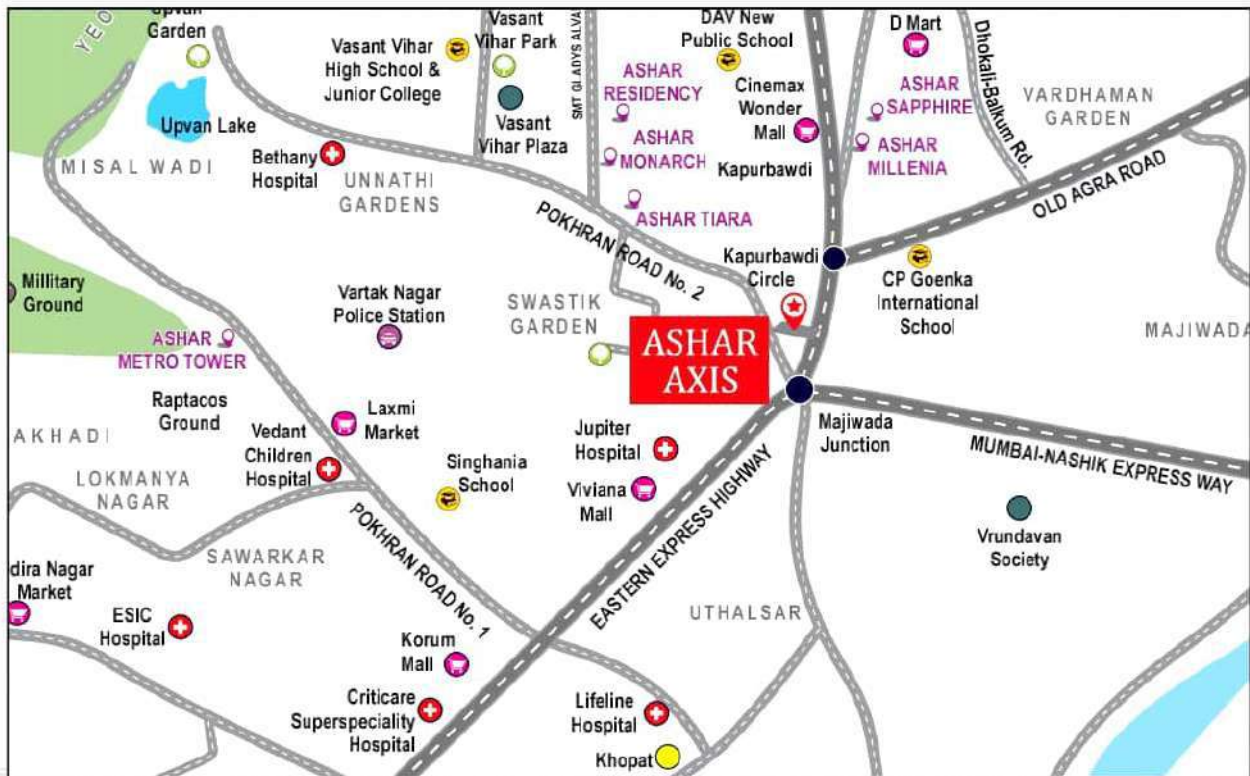 YEO
Upvan
Garden
Upvan Lake
MISAL WADI
Vasant Vihar
High School &
Junior College
Bethany
Hospital
UNNATHI
GARDENS
Vasant
Vihar Park
Vasant
Vihar Plaza
SMT GLADYS ALVA
DAV New
Public School
ASHAR
RESIDENCY
ASHAR
MONARCH
ASHAR TIARA
Cinemax
Wonder
Mall
Kapurbawdi
D Mart
ASHAR
SAPPHIRE
ASHAR
MILLENIA
Dhokali-Balkum Rd.
VARDHAMAN
GARDEN
OLD AGRA ROAD
POKHRAN ROAD No. 2
Kapurbawdi
Circle
CP Goenka
International
School
MAJIWADA
Millitary
Ground
Vartak Nagar
Police Station
SWASTIK
GARDEN
ASHAR
METRO TOWER
ASHAR
AXIS
Raptacos
Ground
Laxmi
Market
Vedant
Children
Hospital
AKHADI
LOKMANYA
NAGAR
Singhania
School
Jupiter
Hospital
Viviana
Mall
Majiwada
Junction
MUMBAI-NASHIK EXPRESS WAY
EASTERN EXPRESS HIGHWAY
Vrundavan
Society
POKHRAN ROAD No. 1
SAWARKAR
NAGAR
dira Nagar
Market
ESIC
Hospital
UTHALSAR
Korum
Mall
Criticare
Superspeciality
Hospital
Lifeline
Hospital
Khopat